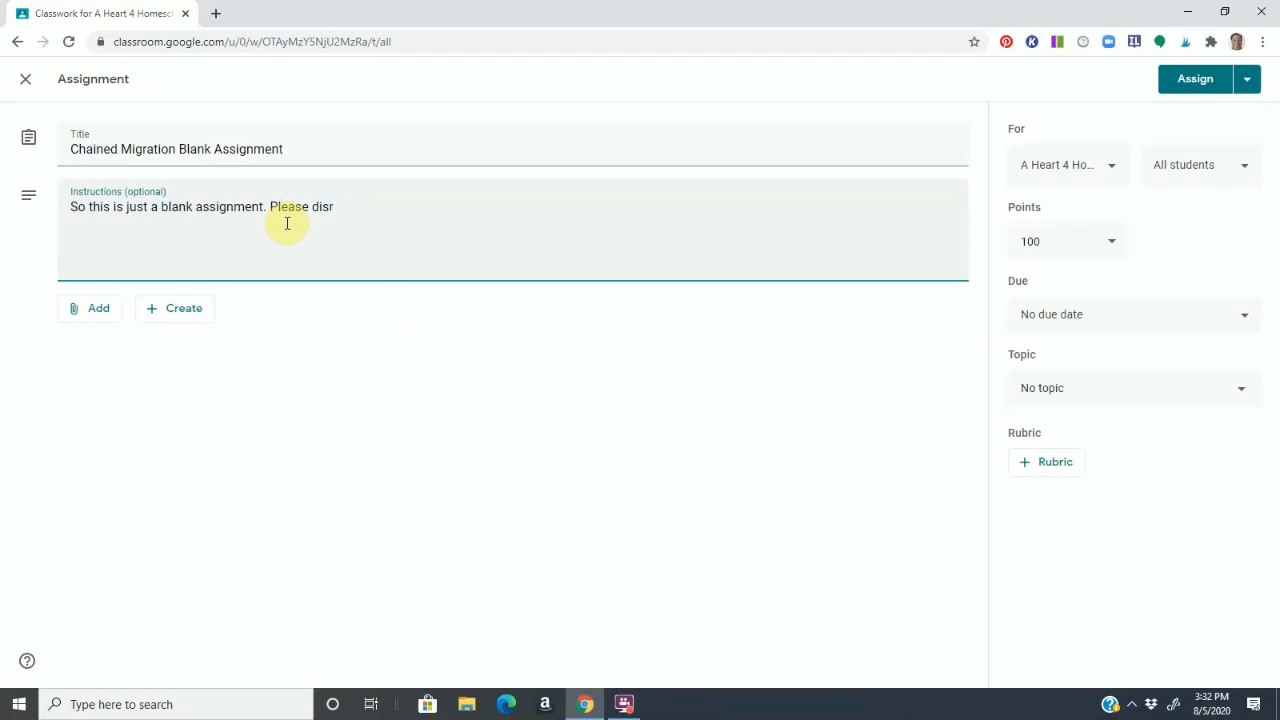 Classwork for A Heart 4 Homesch
classroom.google.com/u/0/w/OTAyMzY5NjU2MzRa/t/all
Assignment
Assign
Title
Chained Migration Blank Assignment
Instructions (optional)
So this is just a blank assignment. Please disr
Add
Create
For
A Heart 4 Ho...
All students
Points
100
Due
No due date
Topic
No topic
Rubric
Rubric
Type here to search
3:32 PM
8/5/2020